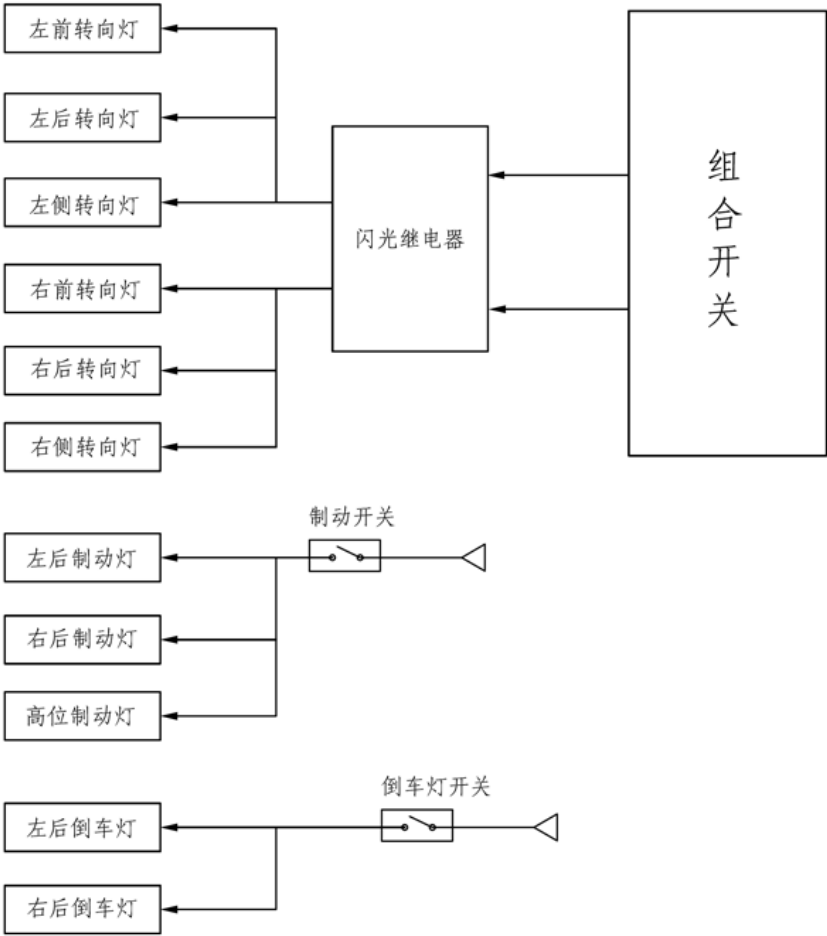 左前转向灯
左后转向灯
左侧转向灯
右前转向灯
右后转向灯
右侧转向灯
闪光继电器
组合开关
制动开关
左后制动灯
右后制动灯
高位制动灯
倒车灯开关
左后倒车灯
右后倒车灯